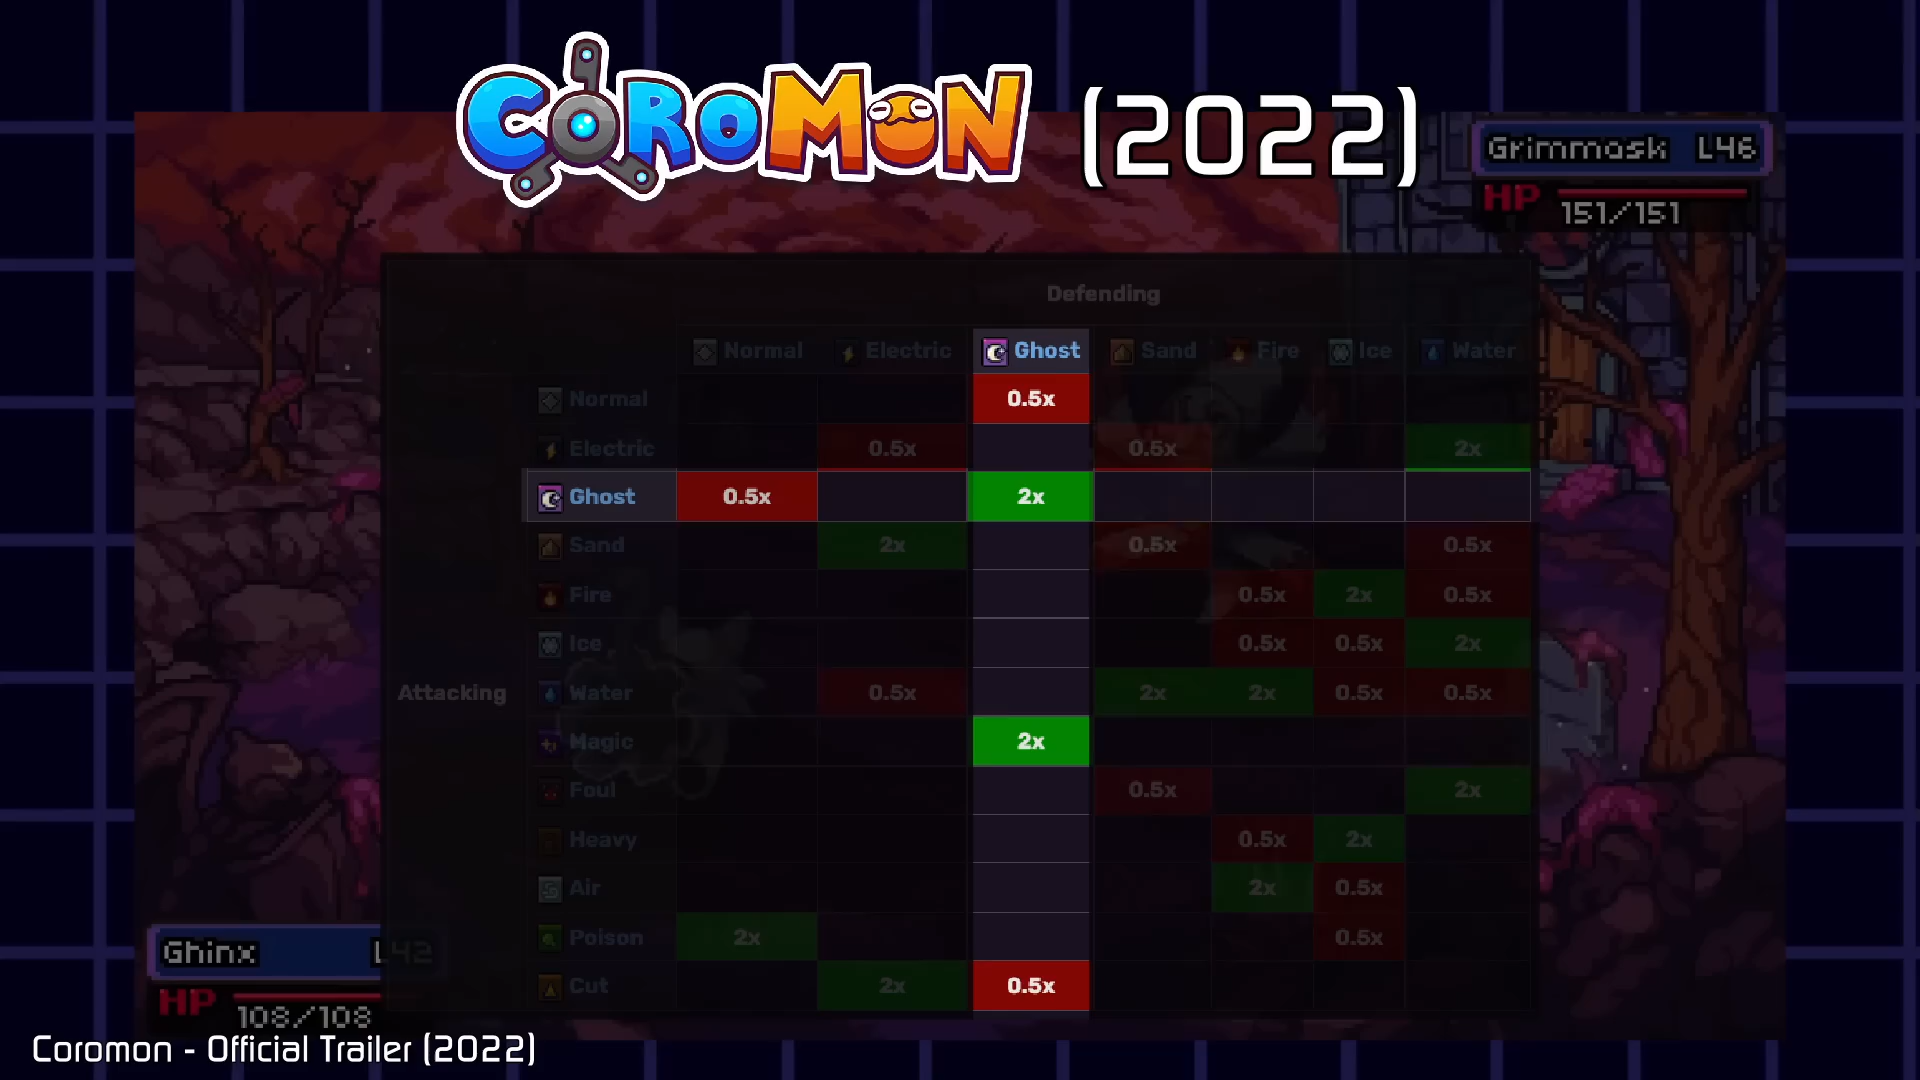 COROMON (2022)
Grimmask L46
HP
151/151
Defending
Normal Electric Ghost Sand Fire Ice Water
Normal 0.5x
Electric 0.5x 0.5x 2x
Ghost 0.5x 2x
Sand 2x 0.5x 0.5x
Fire 0.5x 2x 0.5x
Ice 0.5x 0.5x 2x
Attacking
Water 0.5x 2x 2x 0.5x 0.5x
Magic 2x
Foul 0.5x 2x
Heavy 0.5x 2x
Air 2x 0.5x
Poison 2x 0.5x
Cut 2x 0.5x
Ghinx L42
HP
108/108
Coromon - Official Trailer (2022)